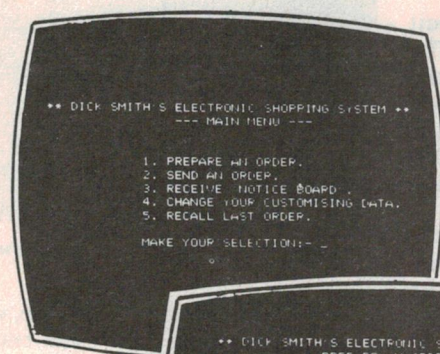 ** DICK SMITH'S ELECTRONIC SHOPPING SYSTEM **
--- MAIN MENU ---
1. PREPARE AN ORDER.
2. SEND AN ORDER.
3. RECEIVE 'NOTICE BOARD'.
4. CHANGE YOUR CUSTOMISING DATA.
5. RECALL LAST ORDER.
MAKE YOUR SELECTION:- _
** DICK SMITH'S ELECTRONIC